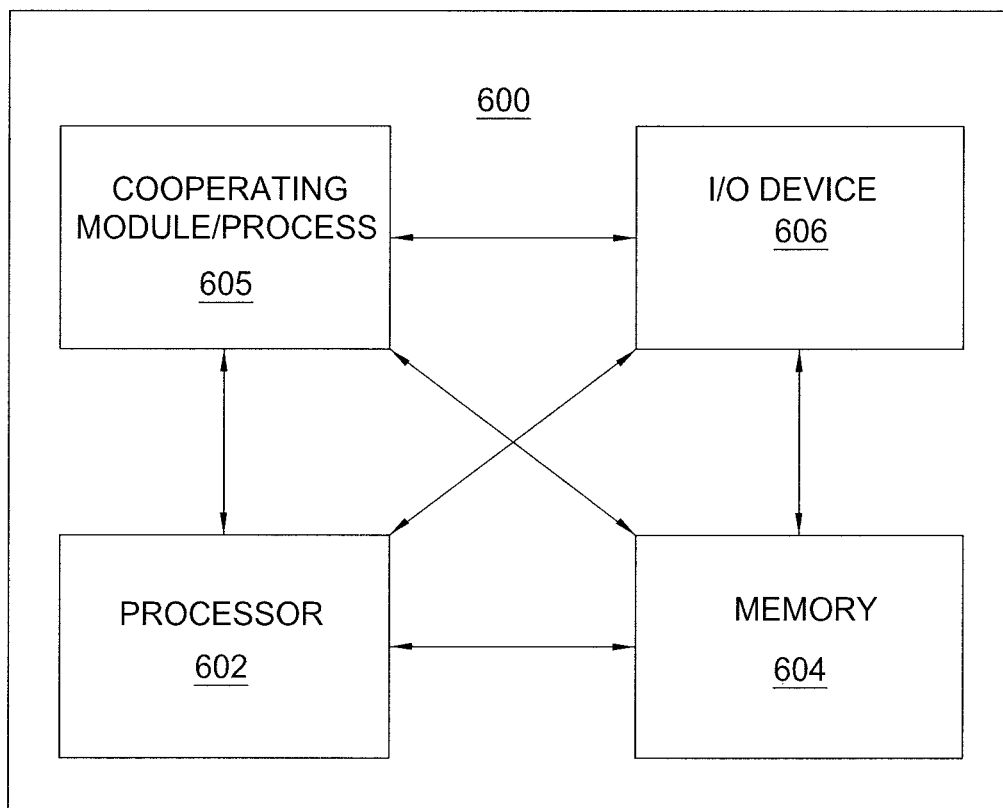 600
COOPERATING
MODULE/PROCESS
605
I/O DEVICE
606
PROCESSOR
602
MEMORY
604